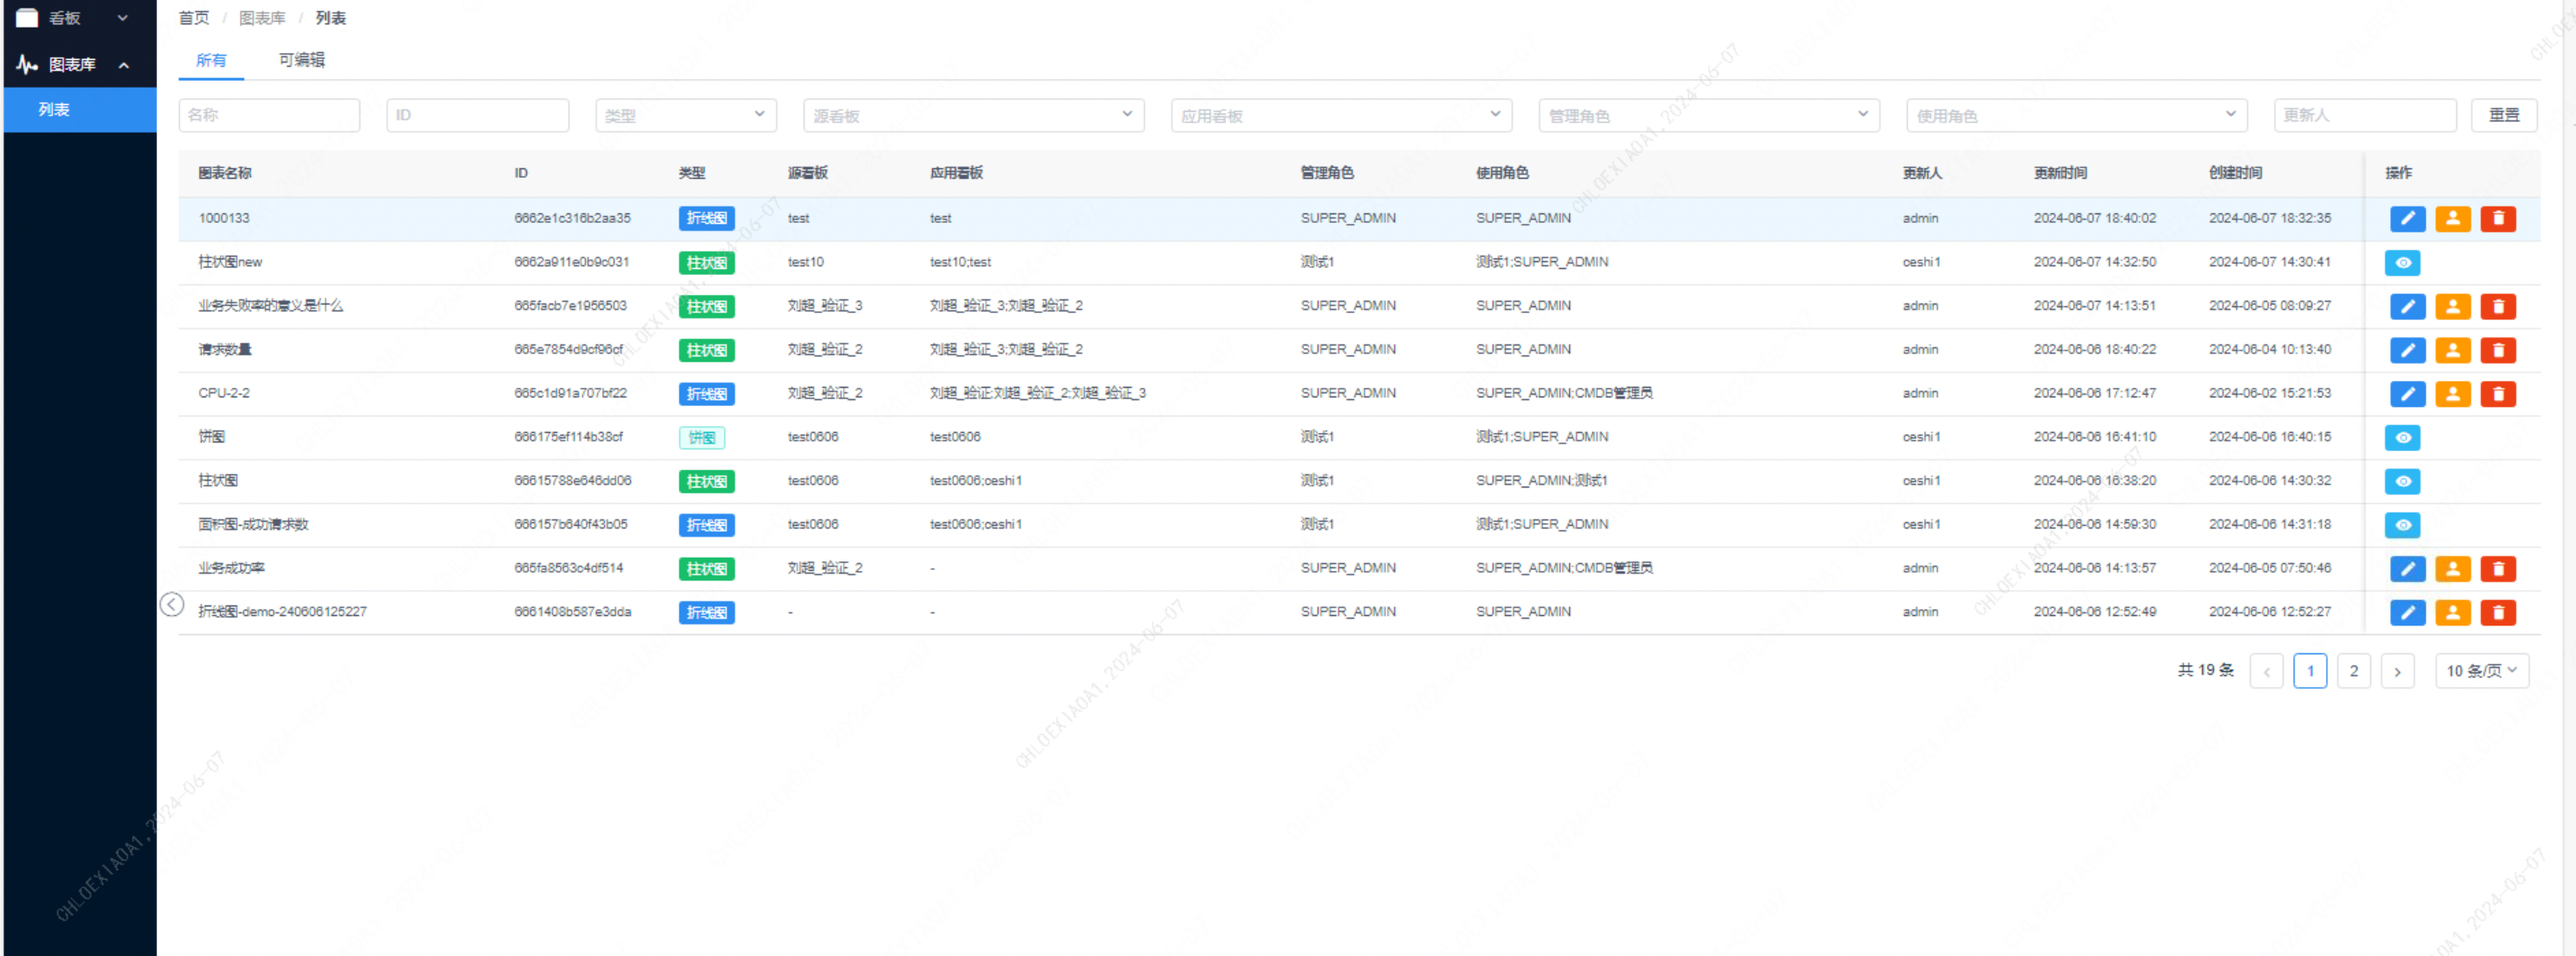 看板
图表库
列表
首页 / 图表库 / 列表
所有 可编辑
名称 ID 类型 源看板 应用看板 管理角色 使用角色 更新人 重置
图表名称 ID 类型 源看板 应用看板 管理角色 使用角色 更新人 更新时间 创建时间 操作
1000133 6662e1c316b2aa35 折线图 test test SUPER_ADMIN SUPER_ADMIN admin 2024-06-07 18:40:02 2024-06-07 18:32:35
柱状图new 6662a911e0b9c031 柱状图 test10 test10;test 测试1 测试1;SUPER_ADMIN ceshi1 2024-06-07 14:32:50 2024-06-07 14:30:41
业务失败率的意义是什么 665facb7e1956503 柱状图 刘超_验证_3 刘超_验证_3;刘超_验证_2 SUPER_ADMIN SUPER_ADMIN admin 2024-06-07 14:13:51 2024-06-05 08:09:27
请求数量 665e7854d9cf96cf 柱状图 刘超_验证_2 刘超_验证_3;刘超_验证_2 SUPER_ADMIN SUPER_ADMIN admin 2024-06-06 18:40:22 2024-06-04 10:13:40
CPU-2-2 665c1d91a707bf22 折线图 刘超_验证_2 刘超_验证;刘超_验证_2;刘超_验证_3 SUPER_ADMIN SUPER_ADMIN;CMDB管理员 admin 2024-06-06 17:12:47 2024-06-02 15:21:53
饼图 666175ef114b38cf 饼图 test0606 test0606 测试1 测试1;SUPER_ADMIN ceshi1 2024-06-06 16:41:10 2024-06-06 16:40:15
柱状图 66615788e646dd06 柱状图 test0606 test0606;ceshi1 测试1 SUPER_ADMIN;测试1 ceshi1 2024-06-06 16:38:20 2024-06-06 14:30:32
面积图-成功请求数 666157b640f43b05 折线图 test0606 test0606;ceshi1 测试1 测试1;SUPER_ADMIN ceshi1 2024-06-06 14:59:30 2024-06-06 14:31:18
业务成功率 665fa8563c4df514 柱状图 刘超_验证_2 - SUPER_ADMIN SUPER_ADMIN;CMDB管理员 admin 2024-06-06 14:13:57 2024-06-05 07:50:46
折线图-demo-240606125227 6661408b587e3dda 折线图 - - SUPER_ADMIN SUPER_ADMIN admin 2024-06-06 12:52:49 2024-06-06 12:52:27
共 19 条 1 2 10 条/页
CHLOEXIAOA1,2024-06-07